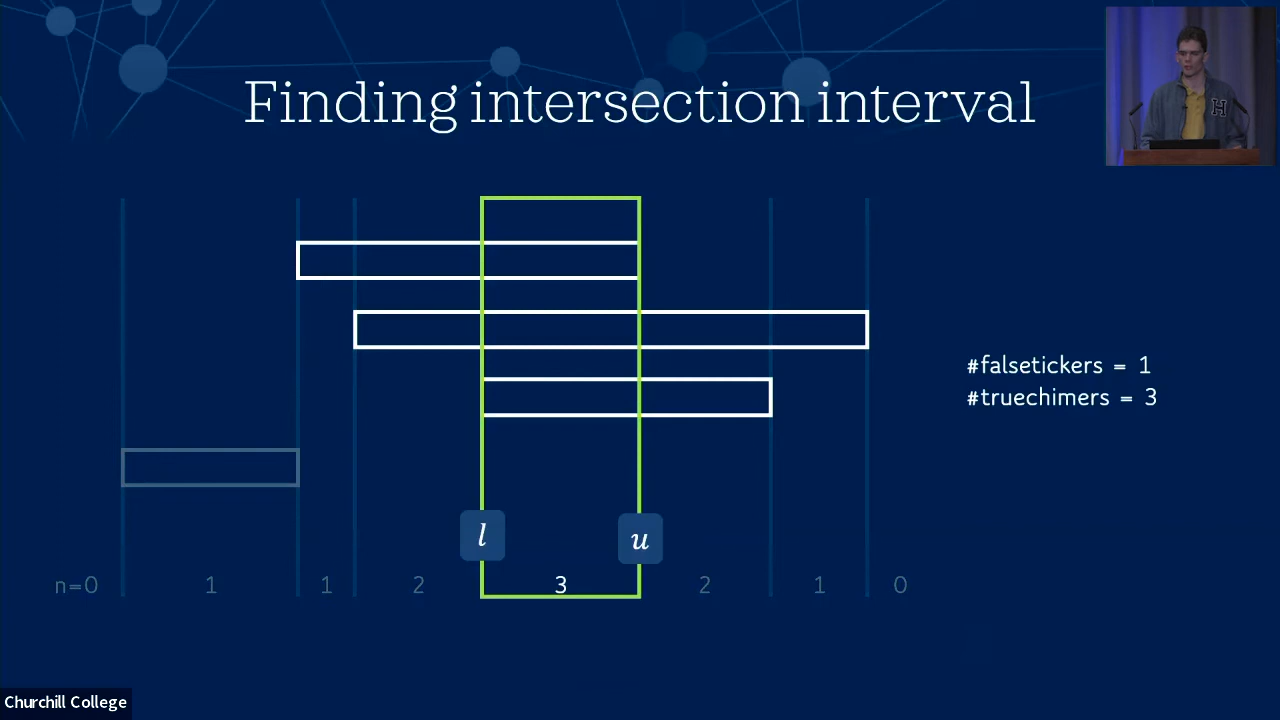 Finding intersection interval
H
#falsetickers = 1
#truechimers = 3
l u
n=0 1 1 2 3 2 1 0
Churchill College